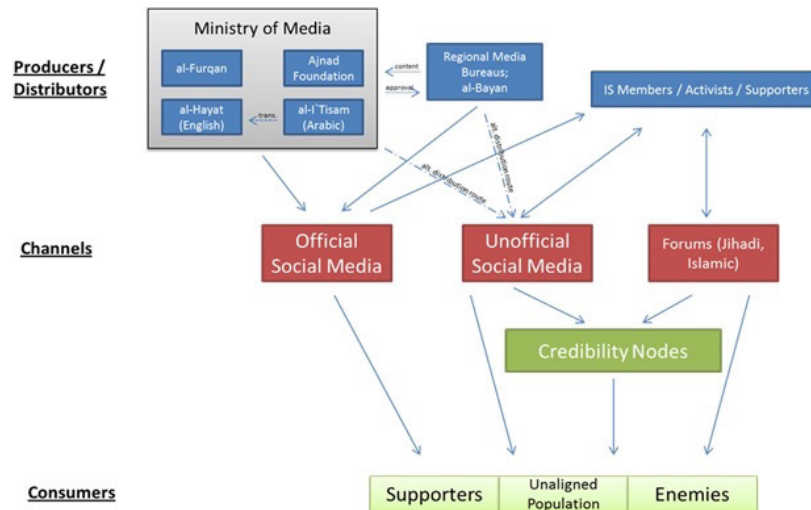 Ministry of Media
Producers /
Distributors
al-Furqan
Ajnad
Foundation
al-Hayat
(English)
trans.
al-I`Tisam
(Arabic)
content
approval
Regional Media
Bureaus;
al-Bayan
IS Members / Activists / Supporters
alt. distribution route
alt. distribution route
Channels
Official
Social Media
Unofficial
Social Media
Forums (Jihadi,
Islamic)
Credibility Nodes
Consumers
Supporters
Unaligned
Population
Enemies